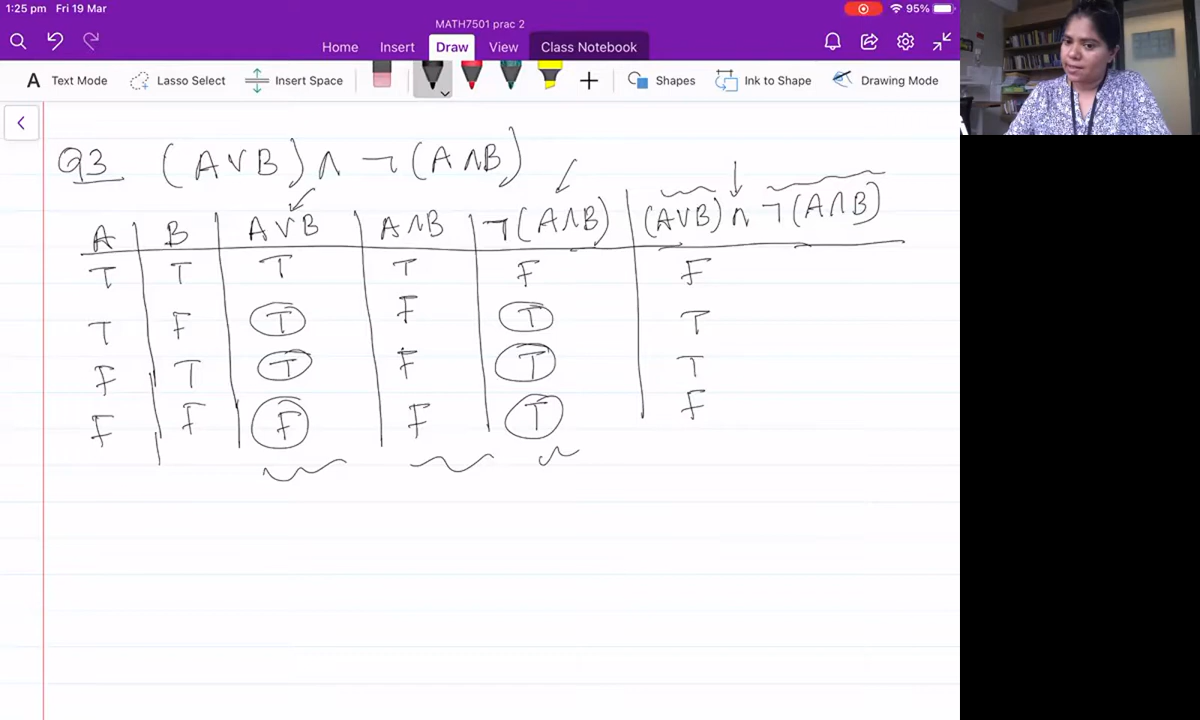 1:25 pm Fri 19 Mar 95%
MATH7501 prac 2
Home Insert Draw View Class Notebook
A Text Mode Lasso Select Insert Space Shapes Ink to Shape Drawing Mode
Q3 (A∨B) ∧ ¬(A∧B)
A B A∨B A∧B ¬(A∧B) (A∨B) ∧ ¬(A∧B)
T T T T F F
T F T F T T
F T T F T T
F F F F T F